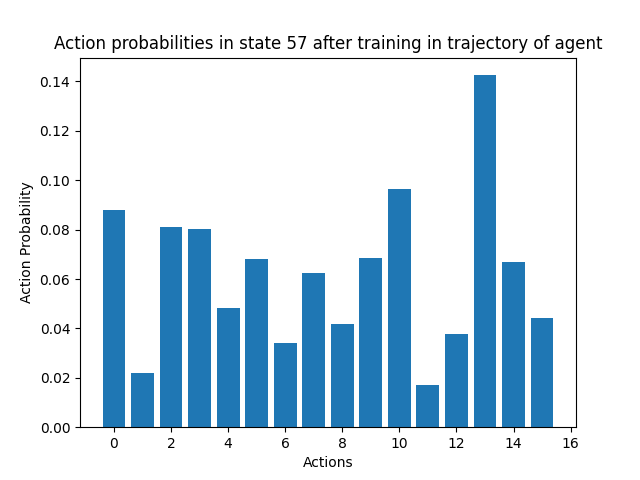 Action probabilities in state 57 after training in trajectory of agent
0.14
0.12
0.10
0.08
0.06
0.04
0.02
0.00
Action Probability
0 2 4 6 8 10 12 14 16
Actions